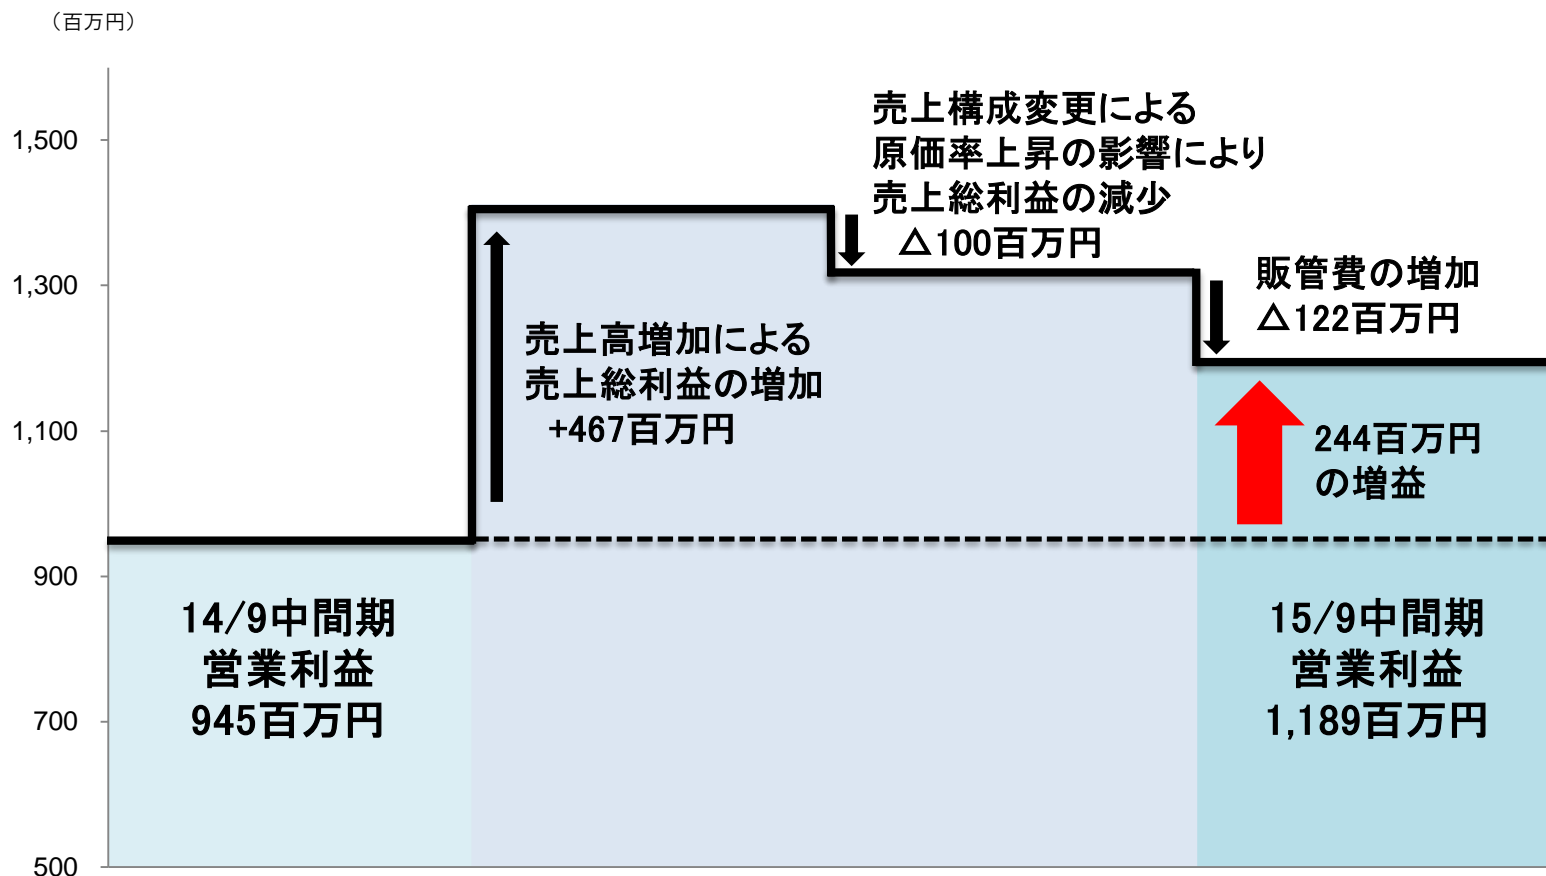 （百万円）
1,500
1,300
1,100
900
700
500
売上構成変更による
原価率上昇の影響により
売上総利益の減少
△100百万円
販管費の増加
△122百万円
売上高増加による
売上総利益の増加
+467百万円
244百万円
の増益
14/9中間期
営業利益
945百万円
15/9中間期
営業利益
1,189百万円